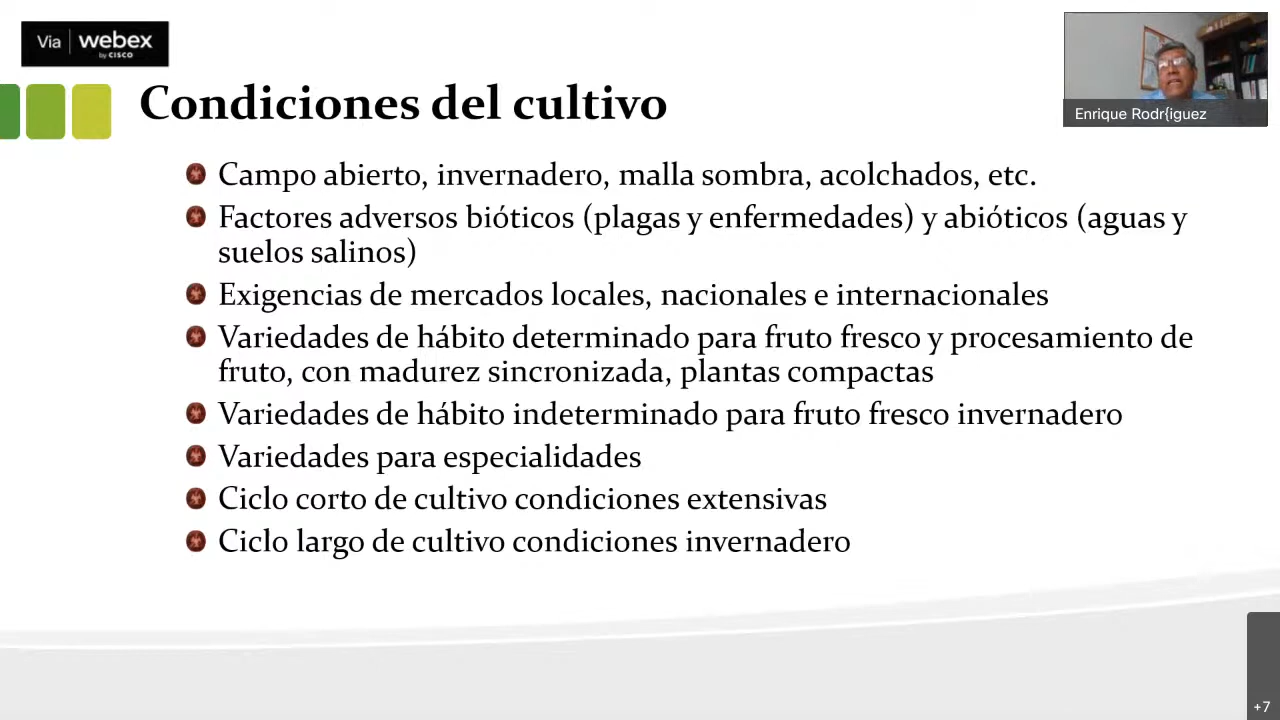 Via webex
by CISCO
Condiciones del cultivo
Enrique Rodr{iguez
Campo abierto, invernadero, malla sombra, acolchados, etc.
Factores adversos bióticos (plagas y enfermedades) y abióticos (aguas y
suelos salinos)
Exigencias de mercados locales, nacionales e internacionales
Variedades de hábito determinado para fruto fresco y procesamiento de
fruto, con madurez sincronizada, plantas compactas
Variedades de hábito indeterminado para fruto fresco invernadero
Variedades para especialidades
Ciclo corto de cultivo condiciones extensivas
Ciclo largo de cultivo condiciones invernadero
+7